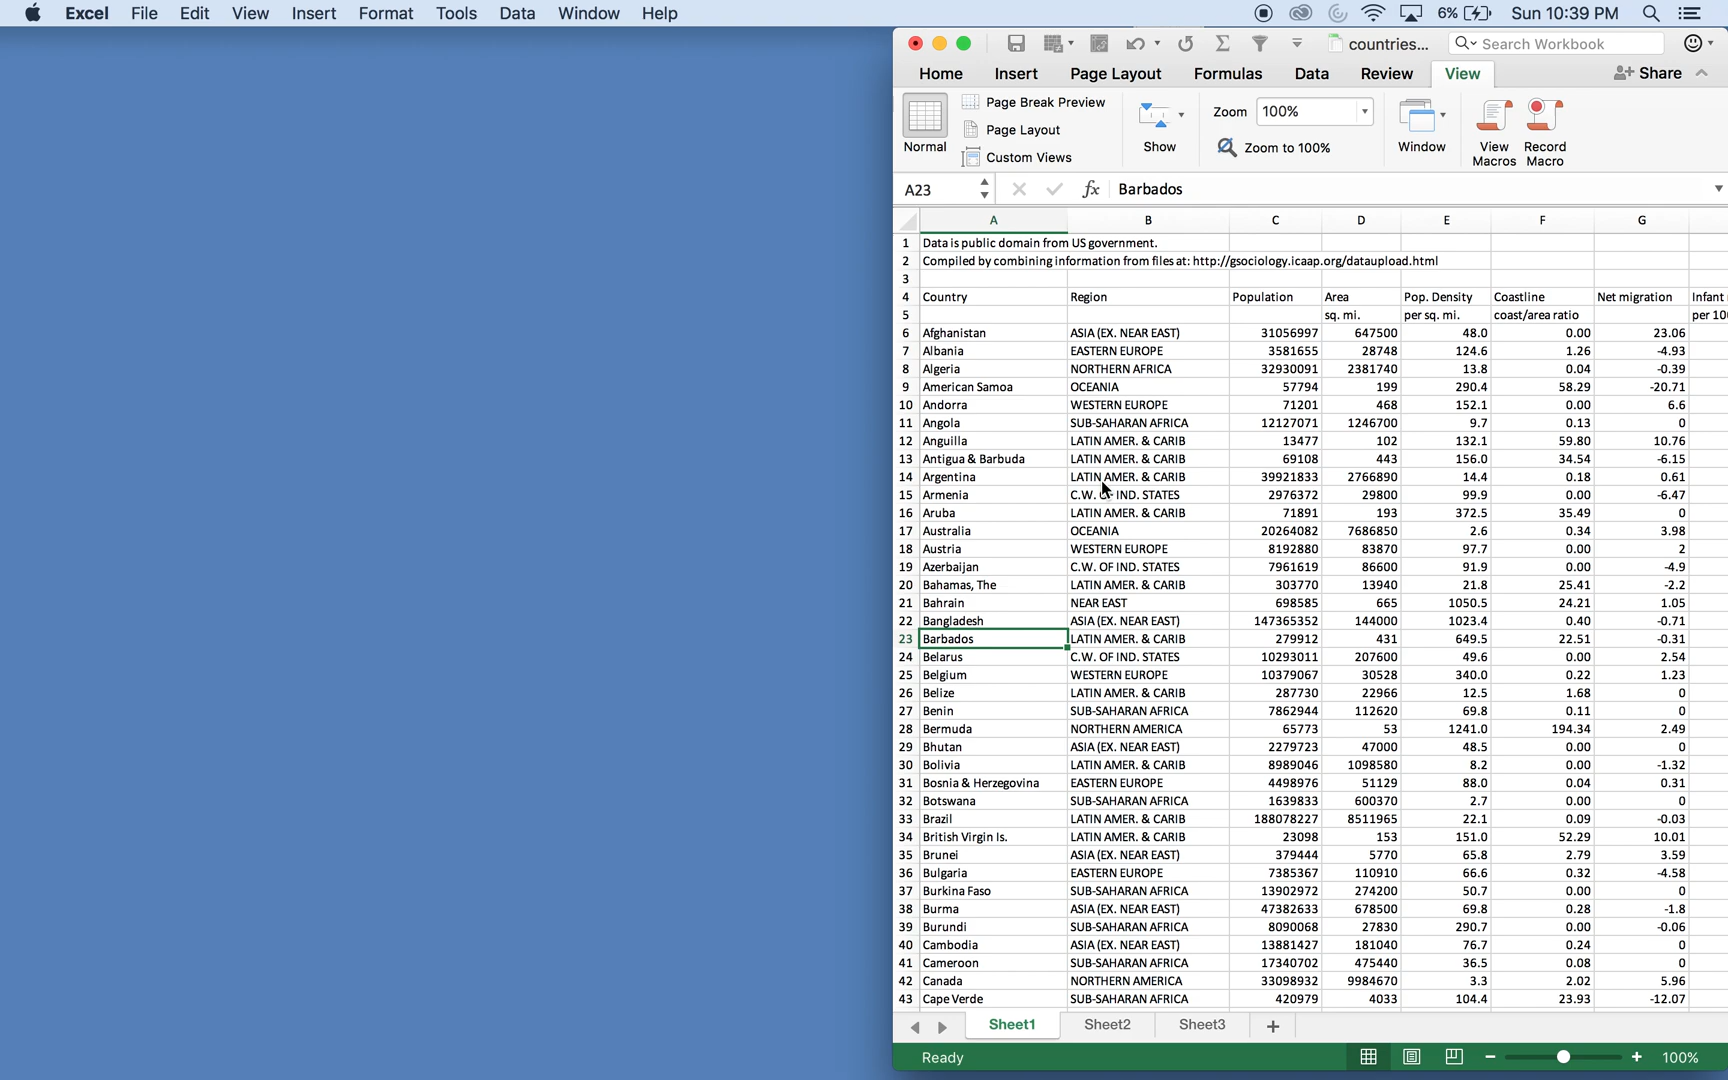 Excel File Edit View Insert Format Tools Data Window Help 6% Sun 10:39 PM
countries... Search Workbook
Home Insert Page Layout Formulas Data Review View Share
Normal Page Break Preview Page Layout Custom Views Show Zoom 100% Zoom to 100% Window View Macros Record Macro
A23 fx Barbados
A B C D E F G
1 Data is public domain from US government.
2 Compiled by combining information from files at: http://gsociology.icaap.org/dataupload.html
3
4 Country Region Population Area Pop. Density Coastline Net migration Infant
5 sq. mi. per sq. mi. coast/area ratio per 10
6 Afghanistan ASIA (EX. NEAR EAST) 31056997 647500 48.0 0.00 23.06
7 Albania EASTERN EUROPE 3581655 28748 124.6 1.26 -4.93
8 Algeria NORTHERN AFRICA 32930091 2381740 13.8 0.04 -0.39
9 American Samoa OCEANIA 57794 199 290.4 58.29 -20.71
10 Andorra WESTERN EUROPE 71201 468 152.1 0.00 6.6
11 Angola SUB-SAHARAN AFRICA 12127071 1246700 9.7 0.13 0
12 Anguilla LATIN AMER. & CARIB 13477 102 132.1 59.80 10.76
13 Antigua & Barbuda LATIN AMER. & CARIB 69108 443 156.0 34.54 -6.15
14 Argentina LATIN AMER. & CARIB 39921833 2766890 14.4 0.18 0.61
15 Armenia C.W. OF IND. STATES 2976372 29800 99.9 0.00 -6.47
16 Aruba LATIN AMER. & CARIB 71891 193 372.5 35.49 0
17 Australia OCEANIA 20264082 7686850 2.6 0.34 3.98
18 Austria WESTERN EUROPE 8192880 83870 97.7 0.00 2
19 Azerbaijan C.W. OF IND. STATES 7961619 86600 91.9 0.00 -4.9
20 Bahamas, The LATIN AMER. & CARIB 303770 13940 21.8 25.41 -2.2
21 Bahrain NEAR EAST 698585 665 1050.5 24.21 1.05
22 Bangladesh ASIA (EX. NEAR EAST) 147365352 144000 1023.4 0.40 -0.71
23 Barbados LATIN AMER. & CARIB 279912 431 649.5 22.51 -0.31
24 Belarus C.W. OF IND. STATES 10293011 207600 49.6 0.00 2.54
25 Belgium WESTERN EUROPE 10379067 30528 340.0 0.22 1.23
26 Belize LATIN AMER. & CARIB 287730 22966 12.5 1.68 0
27 Benin SUB-SAHARAN AFRICA 7862944 112620 69.8 0.11 0
28 Bermuda NORTHERN AMERICA 65773 53 1241.0 194.34 2.49
29 Bhutan ASIA (EX. NEAR EAST) 2279723 47000 48.5 0.00 0
30 Bolivia LATIN AMER. & CARIB 8989046 1098580 8.2 0.00 -1.32
31 Bosnia & Herzegovina EASTERN EUROPE 4498976 51129 88.0 0.04 0.31
32 Botswana SUB-SAHARAN AFRICA 1639833 600370 2.7 0.00 0
33 Brazil LATIN AMER. & CARIB 188078227 8511965 22.1 0.09 -0.03
34 British Virgin Is. LATIN AMER. & CARIB 23098 153 151.0 52.29 10.01
35 Brunei ASIA (EX. NEAR EAST) 379444 5770 65.8 2.79 3.59
36 Bulgaria EASTERN EUROPE 7385367 110910 66.6 0.32 -4.58
37 Burkina Faso SUB-SAHARAN AFRICA 13902972 274200 50.7 0.00 0
38 Burma ASIA (EX. NEAR EAST) 47382633 678500 69.8 0.28 -1.8
39 Burundi SUB-SAHARAN AFRICA 8090068 27830 290.7 0.00 -0.06
40 Cambodia ASIA (EX. NEAR EAST) 13881427 181040 76.7 0.24 0
41 Cameroon SUB-SAHARAN AFRICA 17340702 475440 36.5 0.08 0
42 Canada NORTHERN AMERICA 33098932 9984670 3.3 2.02 5.96
43 Cape Verde SUB-SAHARAN AFRICA 420979 4033 104.4 23.93 -12.07
Sheet1 Sheet2 Sheet3 +
Ready 100%